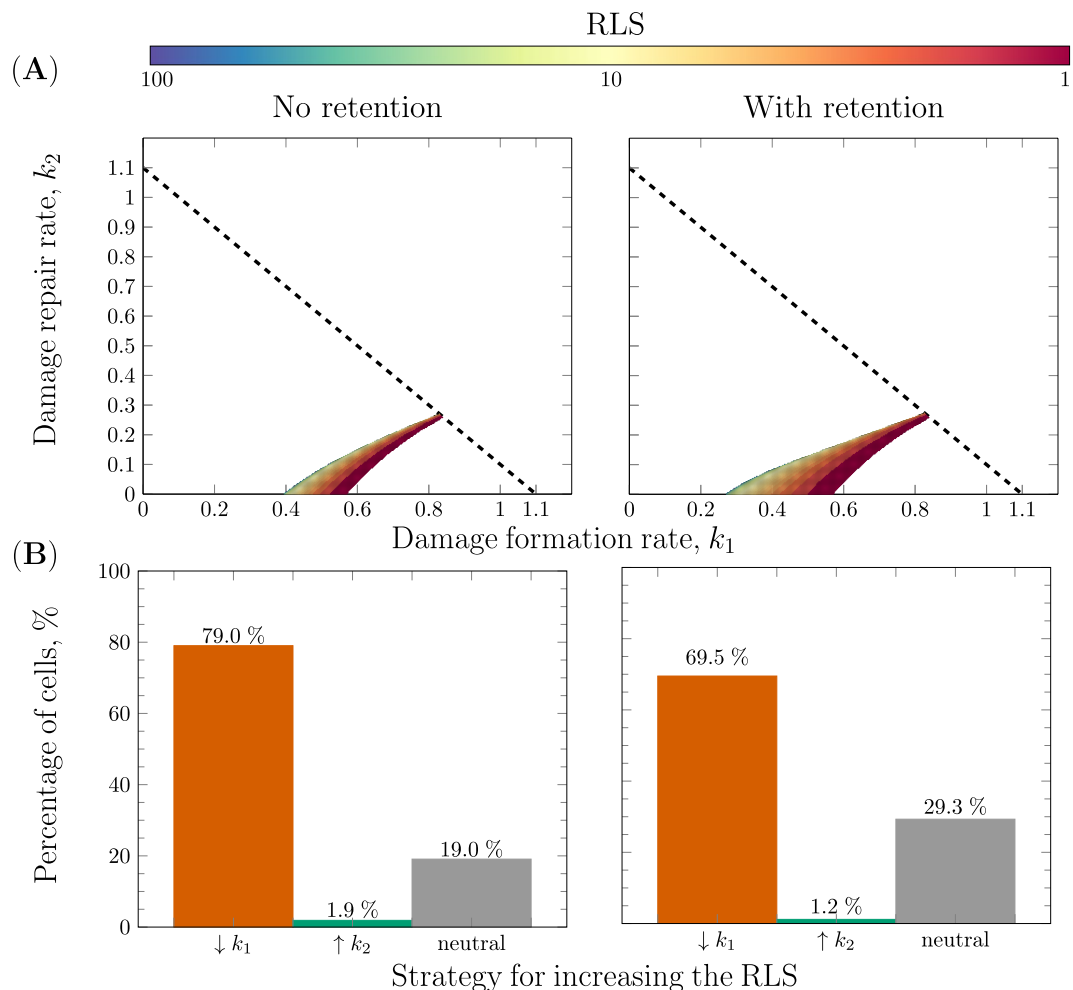 RLS
(A)
100 10 1
No retention With retention
Damage repair rate, k2
1.1
1
0.9
0.8
0.7
0.6
0.5
0.4
0.3
0.2
0.1
0
0 0.2 0.4 0.6 0.8 1 1.1
0 0.2 0.4 0.6 0.8 1 1.1
Damage formation rate, k1
(B)
Percentage of cells, %
100
80
60
40
20
0
79.0 %
1.9 %
19.0 %
69.5 %
1.2 %
29.3 %
↓ k1 ↑ k2 neutral
↓ k1 ↑ k2 neutral
Strategy for increasing the RLS